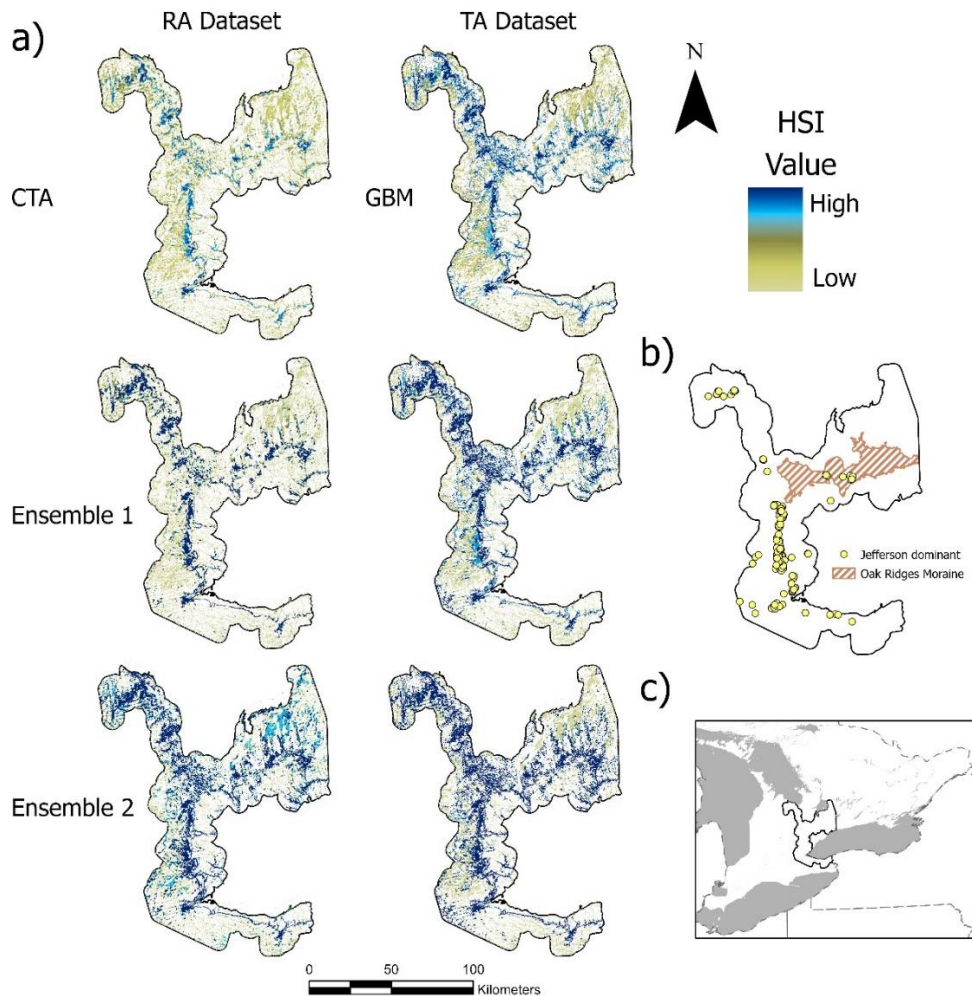 a)
RA Dataset
TA Dataset
N
HSI
Value
High
Low
CTA
GBM
b)
Ensemble 1
Jefferson dominant
Oak Ridges Moraine
c)
Ensemble 2
0 50 100
Kilometers